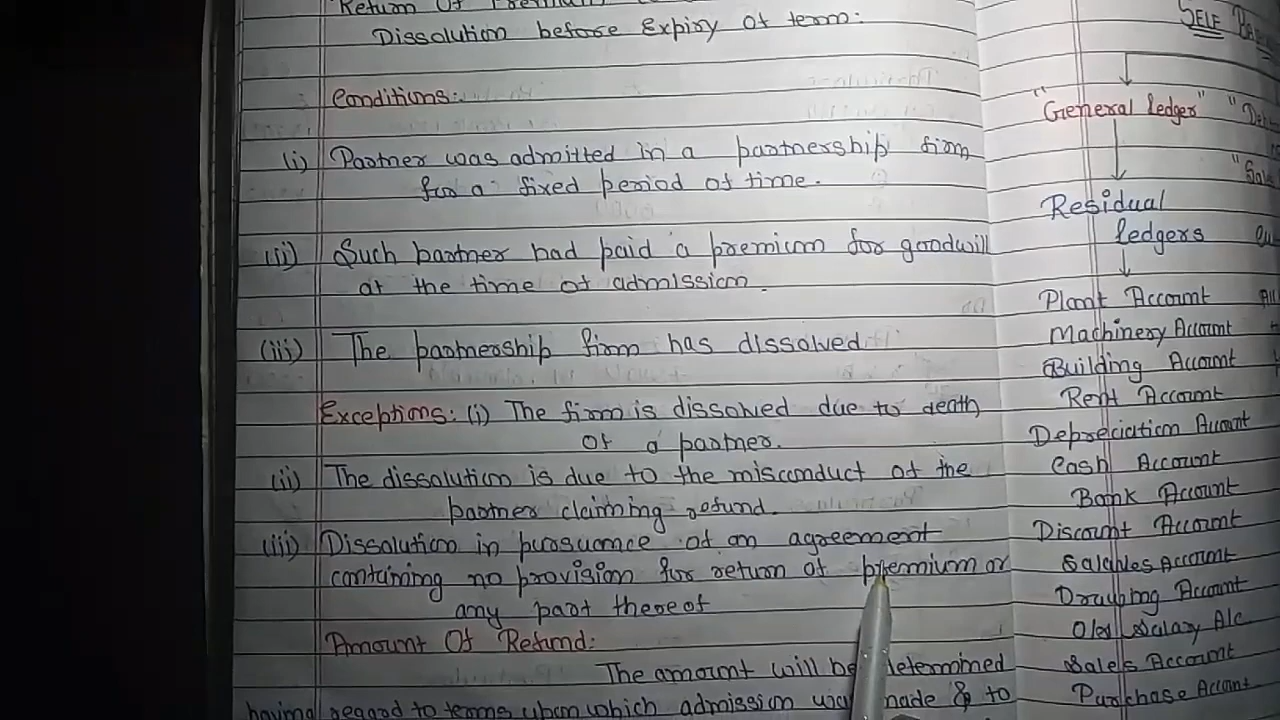 Return Of Premium
Dissolution before Expiry of term:
Conditions:
(i) Partner was admitted in a partnership firm
for a fixed period of time.
(ii) Such partner had paid a premium for goodwill
at the time of admission.
(iii) The partnership firm has dissolved
Exceptions: (i) The firm is dissolved due to death
of a partner.
(ii) The dissolution is due to the misconduct of the
partner claiming refund.
(iii) Dissolution in pursuance of an agreement
containing no provision for return of premium or
any part thereof
Amount Of Refund:
The amount will be determined
having regard to terms upon which admission was made & to
SELF
"General ledger"
Residual
ledgers
Plant Account
Machinery Account
Building Account
Rent Account
Depreciation Account
Cash Account
Bank Account
Discount Account
Salables Account
Drawing Account
O/s Salary A/c
Sales Account
Purchase Account